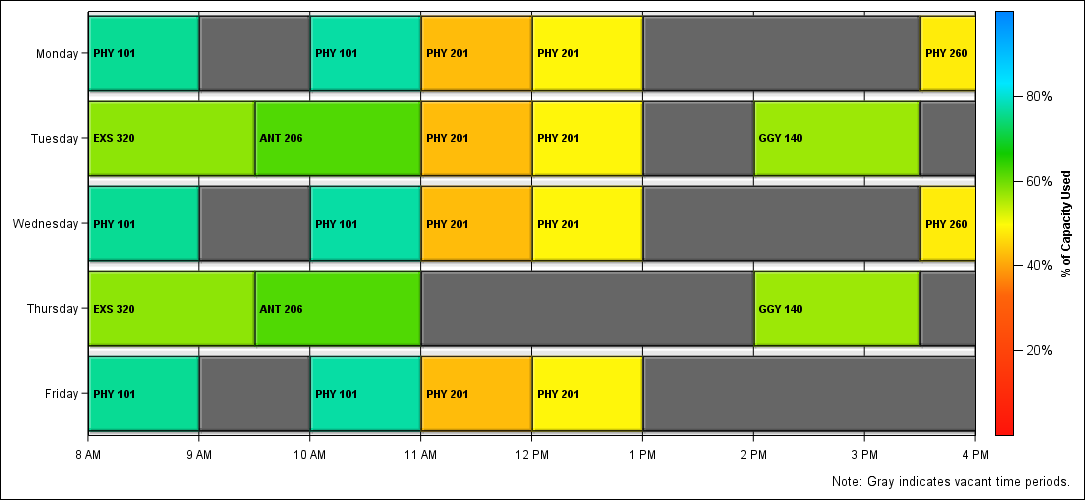 Monday
PHY 101
PHY 101
PHY 201
PHY 201
PHY 260
Tuesday
EXS 320
ANT 206
PHY 201
PHY 201
GGY 140
Wednesday
PHY 101
PHY 101
PHY 201
PHY 201
PHY 260
Thursday
EXS 320
ANT 206
GGY 140
Friday
PHY 101
PHY 101
PHY 201
PHY 201
8 AM
9 AM
10 AM
11 AM
12 PM
1 PM
2 PM
3 PM
4 PM
80%
60%
40%
20%
% of Capacity Used
Note: Gray indicates vacant time periods.